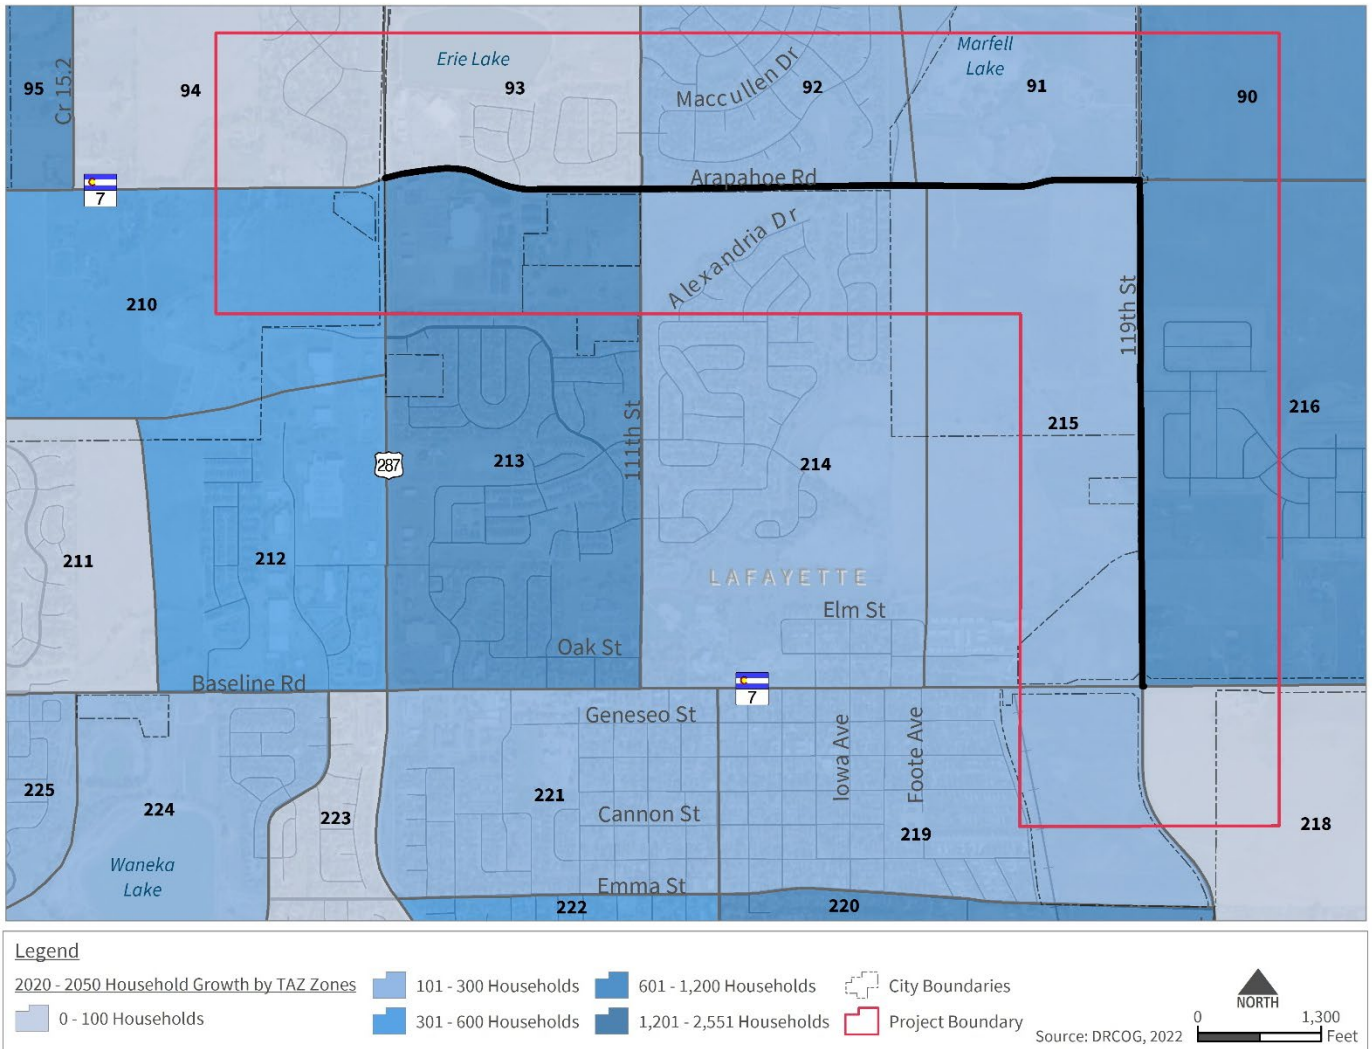 Erie Lake
Marfell
Lake
95
Cr 15.2
94
93
Maccullen Dr
92
91
90
7
Arapahoe Rd
Alexandria Dr
210
119th St
216
215
287
213
111th St
214
211
212
LAFAYETTE
Elm St
Oak St
Baseline Rd
7
Geneseo St
Iowa Ave
Foote Ave
225
224
223
221
Cannon St
219
218
Waneka
Lake
Emma St
222
220
Legend
2020 - 2050 Household Growth by TAZ Zones
0 - 100 Households
101 - 300 Households
301 - 600 Households
601 - 1,200 Households
1,201 - 2,551 Households
City Boundaries
Project Boundary
NORTH
0 1,300
Feet
Source: DRCOG, 2022